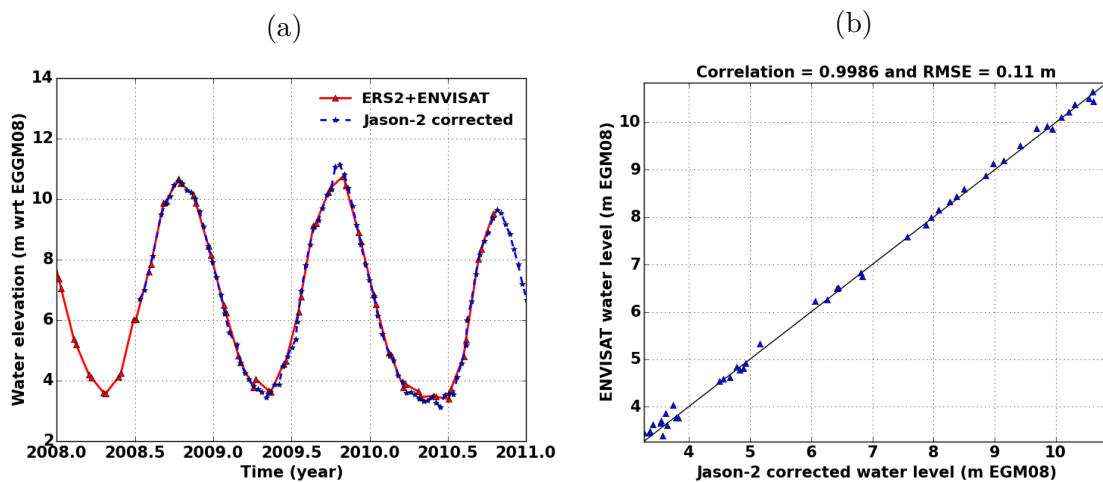 (a)
14
12
10
8
6
4
2
2008.0 2008.5 2009.0 2009.5 2010.0 2010.5 2011.0
Time (year)
Water elevation (m wrt EGGM08)
ERS2+ENVISAT
Jason-2 corrected
(b)
Correlation = 0.9986 and RMSE = 0.11 m
10
9
8
7
6
5
4
4 5 6 7 8 9 10
Jason-2 corrected water level (m EGM08)
ENVISAT water level (m EGM08)